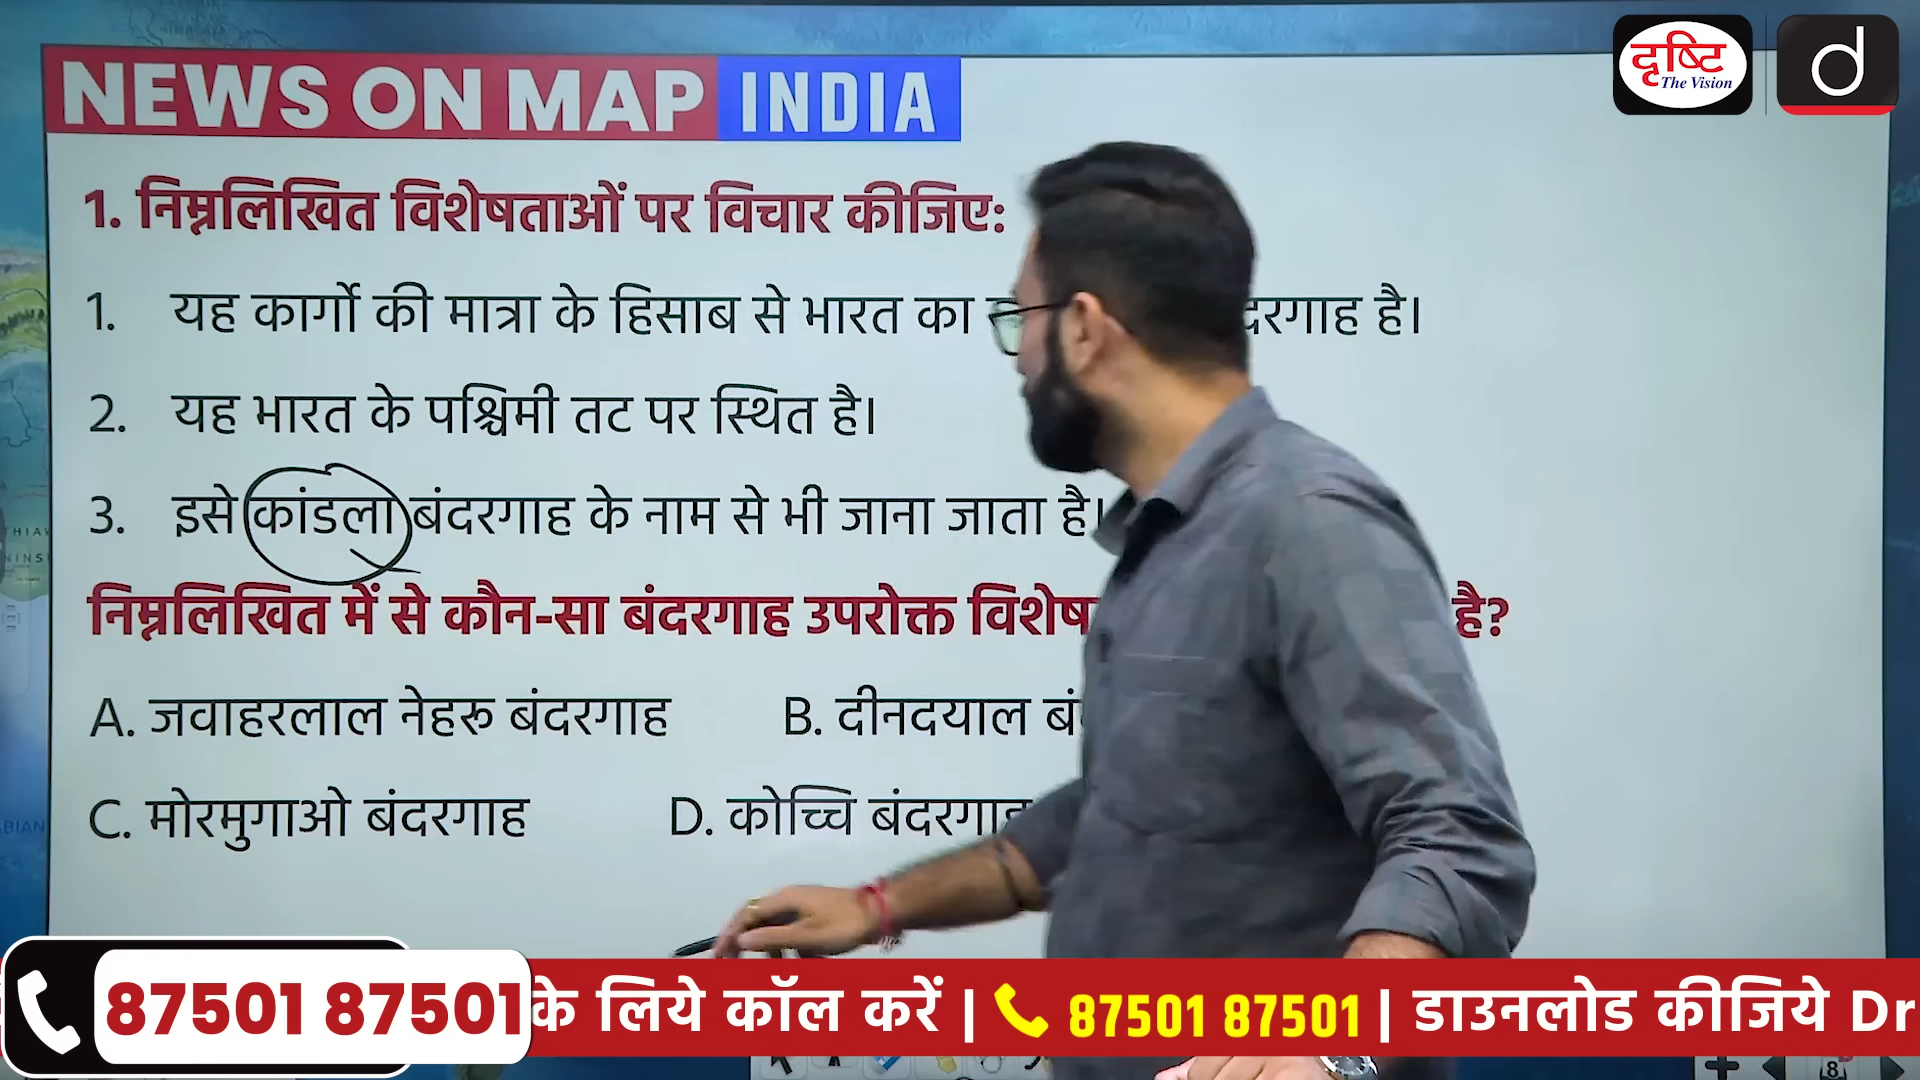 NEWS ON MAP INDIA
दृष्टि
The Vision
d
1. निम्नलिखित विशेषताओं पर विचार कीजिए:
1. यह कार्गो की मात्रा के हिसाब से भारत का है।
2. यह भारत के पश्चिमी तट पर स्थित है।
3. इसे कांडला बंदरगाह के नाम से भी जाना जाता है।
निम्नलिखित में से कौन-सा बंदरगाह उपरोक्त है?
A. जवाहरलाल नेहरू बंदरगाह B. दीनदयाल
C. मोरमुगाओ बंदरगाह D. कोच्चि बंदरगाह
87501 87501 के लिये कॉल करें | 87501 87501 | डाउनलोड कीजिये Dr
8